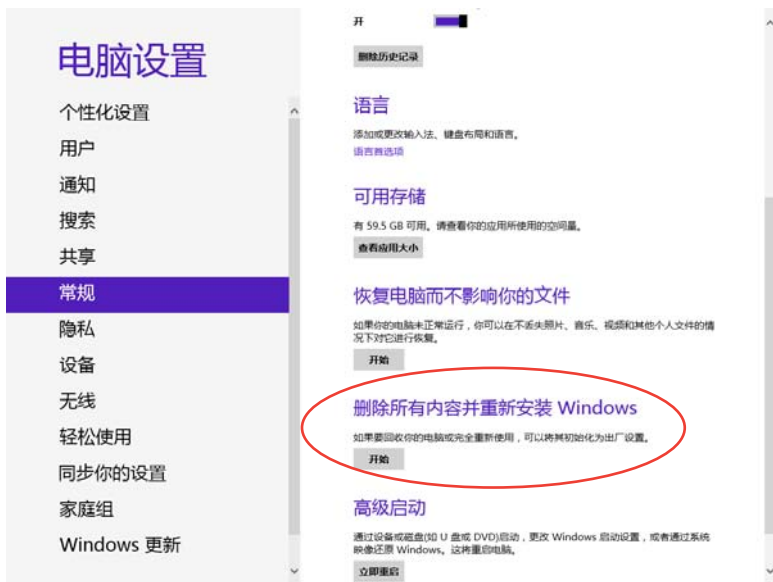 电脑设置
个性化设置
用户
通知
搜索
共享
常规
隐私
设备
无线
轻松使用
同步你的设置
家庭组
Windows 更新
开
删除历史记录
语言
添加或更改输入法、键盘布局和语言。
语言首选项
可用存储
有 59.5 GB 可用。请查看你的应用所使用的空间量。
查看应用大小
恢复电脑而不影响你的文件
如果你的电脑未正常运行，你可以在不丢失照片、音乐、视频和其他个人文件的情
况下对它进行恢复。
开始
删除所有内容并重新安装 Windows
如果要回收你的电脑或完全重新使用，可以将其初始化为出厂设置。
开始
高级启动
通过设备或磁盘(如 U 盘或 DVD)启动，更改 Windows 启动设置，或者通过系统
映像还原 Windows。这将重启电脑。
立即重启